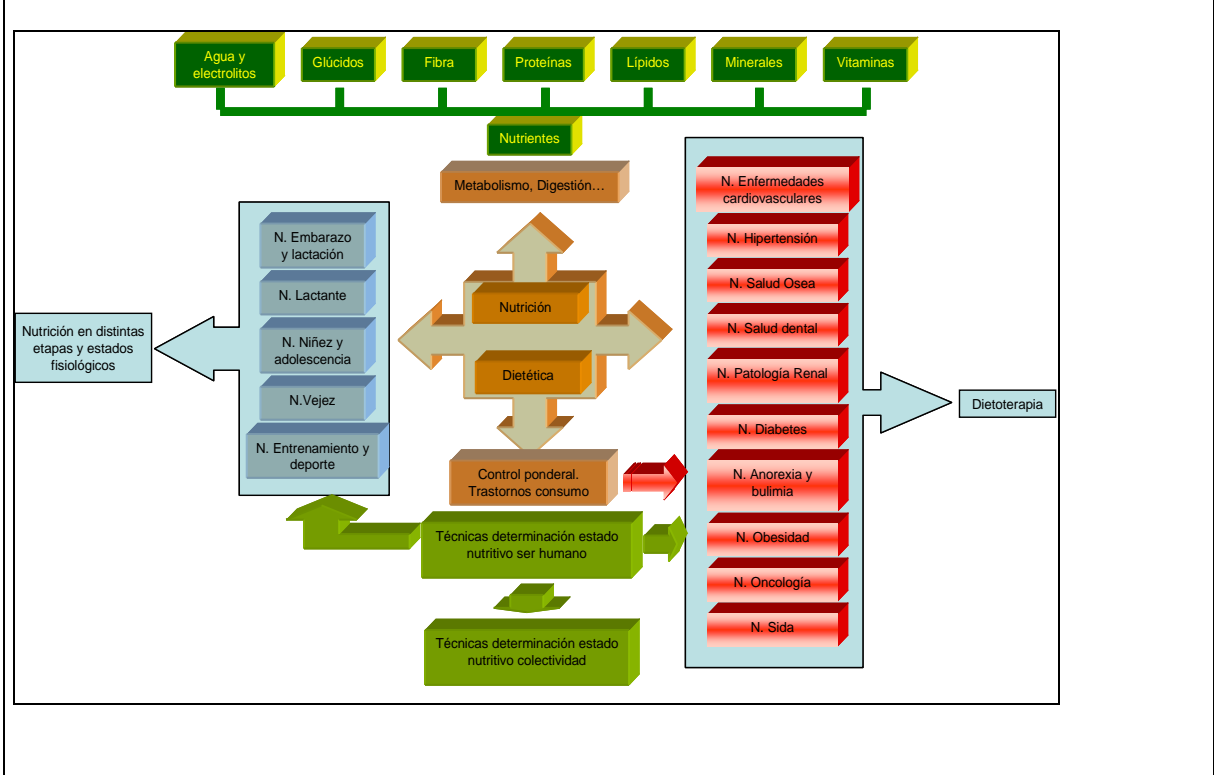 Agua y
electrolitos
Glúcidos
Fibra
Proteínas
Lípidos
Minerales
Vitaminas
Nutrientes
Metabolismo, Digestión…
N. Embarazo
y lactación
N. Lactante
N. Niñez y
adolescencia
N.Vejez
N. Entrenamiento y
deporte
Nutrición en distintas
etapas y estados
fisiológicos
Nutrición
Dietética
Control ponderal.
Trastornos consumo
Técnicas determinación estado
nutritivo ser humano
Técnicas determinación estado
nutritivo colectividad
N. Enfermedades
cardiovasculares
N. Hipertensión
N. Salud Osea
N. Salud dental
N. Patología Renal
N. Diabetes
N. Anorexia y
bulimia
N. Obesidad
N. Oncología
N. Sida
Dietoterapia